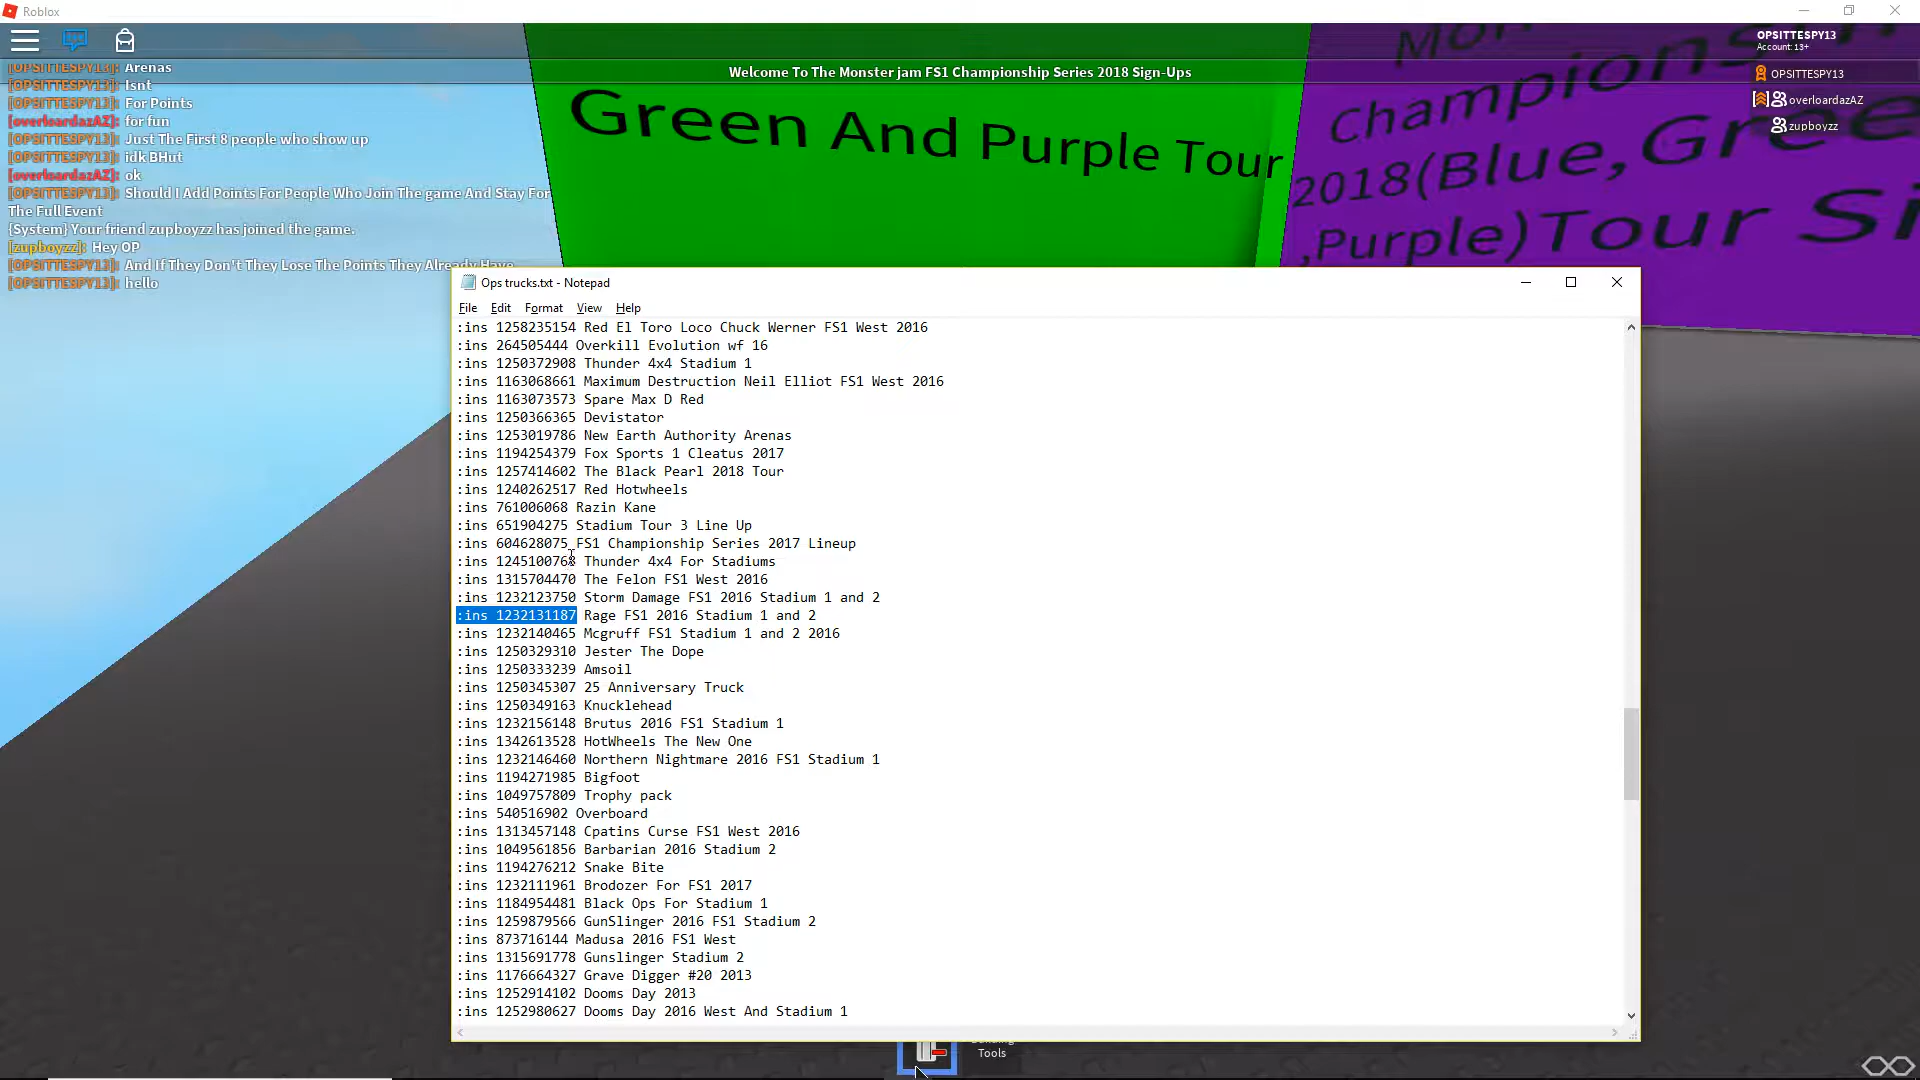 Roblox
OPSITTESPY13
Account: 13+
[OPSITTESPY13]: Arenas
Welcome To The Monster jam FS1 Championship Series 2018 Sign-Ups
OPSITTESPY13
[OPSITTESPY13]: Isnt
[OPSITTESPY13]: For Points
overloardazAZ
[overloardazAZ]: for fun
zupboyzz
[OPSITTESPY13]: Just The First 8 people who show up
[OPSITTESPY13]: idk BHut
[overloardazAZ]: ok
[OPSITTESPY13]: Should I Add Points For People Who Join The game And Stay For
The Full Event
{System} Your friend zupboyzz has joined the game.
[zupboyzz]: Hey OP
[OPSITTESPY13]: And If They Don't They Lose The Points They Already Have
[OPSITTESPY13]: hello
Green And Purple Tour
Champions
2018(Blue,Gree
,Purple)Tour Si
Ops trucks.txt - Notepad
File Edit Format View Help
:ins 1258235154 Red El Toro Loco Chuck Werner FS1 West 2016
:ins 264505444 Overkill Evolution wf 16
:ins 1250372908 Thunder 4x4 Stadium 1
:ins 1163068661 Maximum Destruction Neil Elliot FS1 West 2016
:ins 1163073573 Spare Max D Red
:ins 1250366365 Devistator
:ins 1253019786 New Earth Authority Arenas
:ins 1194254379 Fox Sports 1 Cleatus 2017
:ins 1257414602 The Black Pearl 2018 Tour
:ins 1240262517 Red Hotwheels
:ins 761006068 Razin Kane
:ins 651904275 Stadium Tour 3 Line Up
:ins 604628075 FS1 Championship Series 2017 Lineup
:ins 1245100768 Thunder 4x4 For Stadiums
:ins 1315704470 The Felon FS1 West 2016
:ins 1232123750 Storm Damage FS1 2016 Stadium 1 and 2
:ins 1232131187 Rage FS1 2016 Stadium 1 and 2
:ins 1232140465 Mcgruff FS1 Stadium 1 and 2 2016
:ins 1250329310 Jester The Dope
:ins 1250333239 Amsoil
:ins 1250345307 25 Anniversary Truck
:ins 1250349163 Knucklehead
:ins 1232156148 Brutus 2016 FS1 Stadium 1
:ins 1342613528 HotWheels The New One
:ins 1232146460 Northern Nightmare 2016 FS1 Stadium 1
:ins 1194271985 Bigfoot
:ins 1049757809 Trophy pack
:ins 540516902 Overboard
:ins 1313457148 Cpatins Curse FS1 West 2016
:ins 1049561856 Barbarian 2016 Stadium 2
:ins 1194276212 Snake Bite
:ins 1232111961 Brodozer For FS1 2017
:ins 1184954481 Black Ops For Stadium 1
:ins 1259879566 GunSlinger 2016 FS1 Stadium 2
:ins 873716144 Madusa 2016 FS1 West
:ins 1315691778 Gunslinger Stadium 2
:ins 1176664327 Grave Digger #20 2013
:ins 1252914102 Dooms Day 2013
:ins 1252980627 Dooms Day 2016 West And Stadium 1
Tools